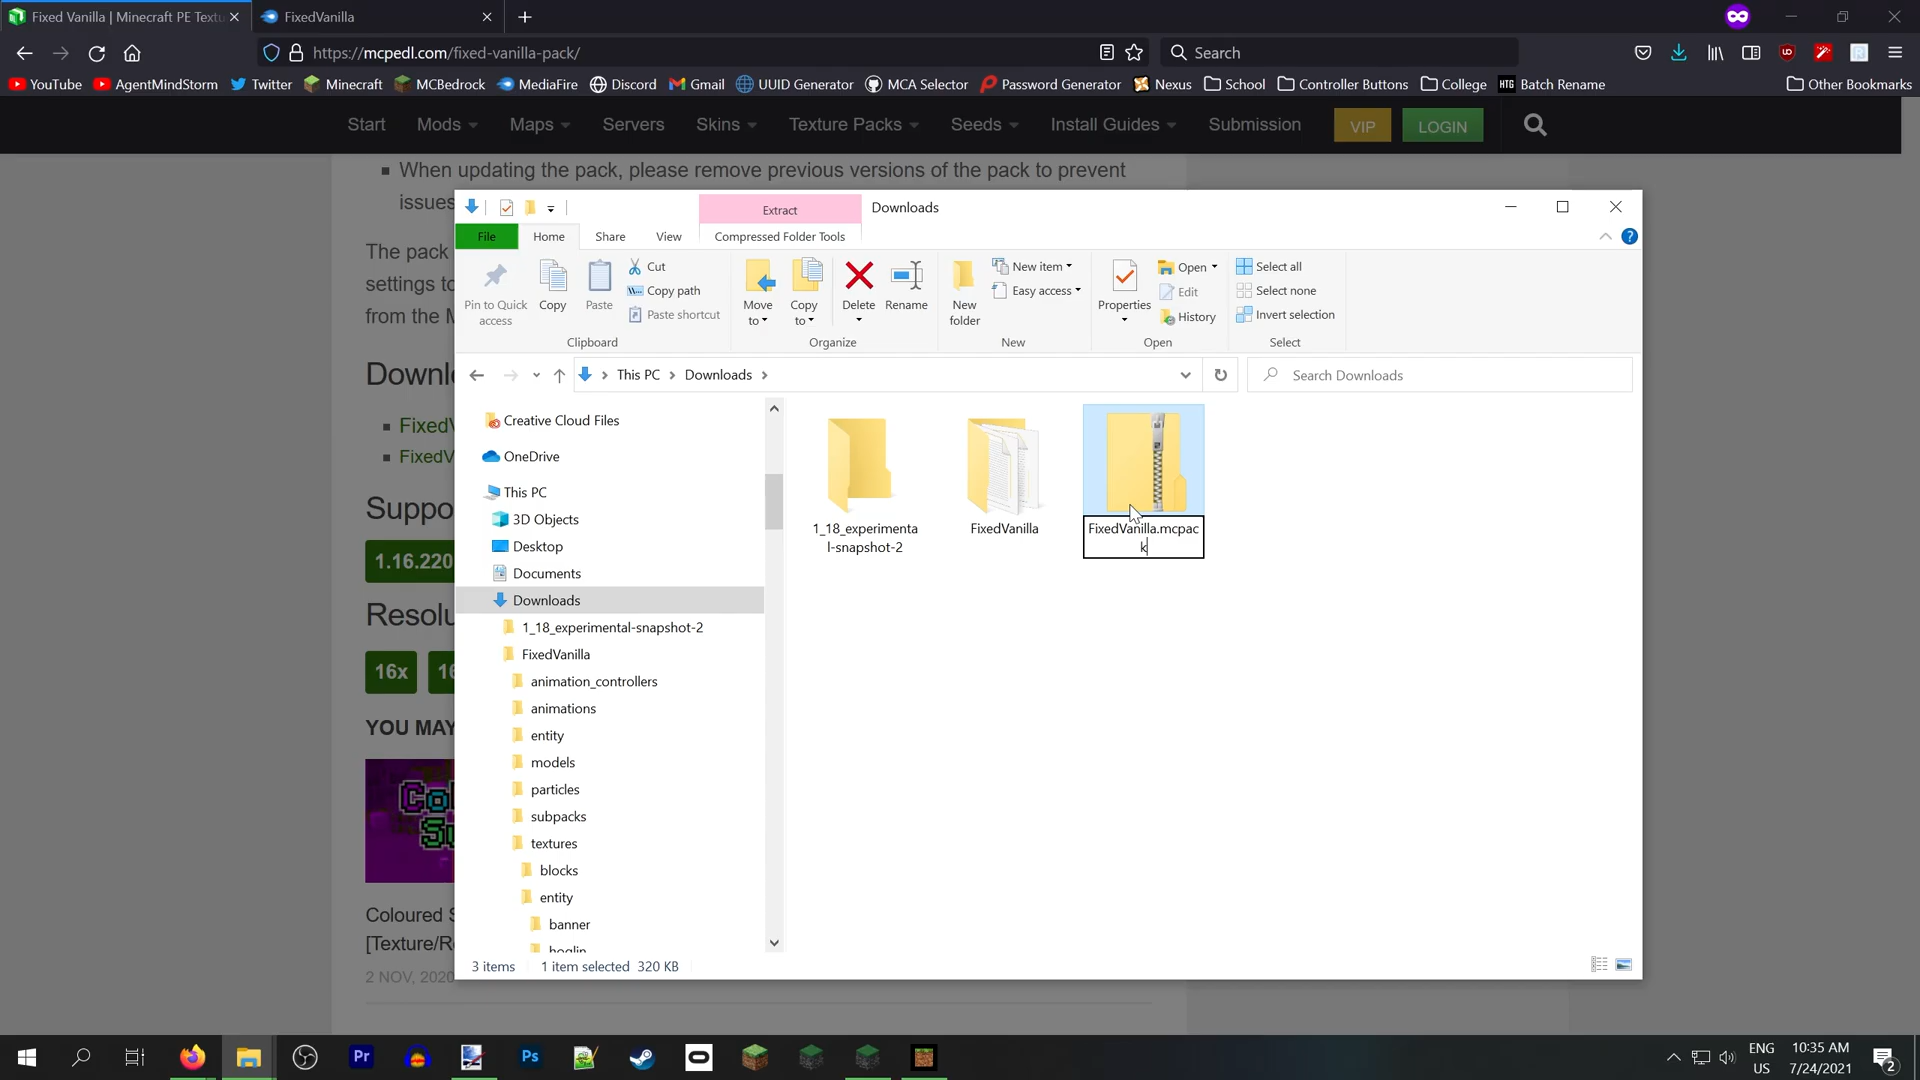 Fixed Vanilla | Minecraft PE Textu
FixedVanilla
https://mcpedl.com/fixed-vanilla-pack/
Search
YouTube
AgentMindStorm
Twitter
Minecraft
MCBedrock
MediaFire
Discord
Gmail
UUID Generator
MCA Selector
Password Generator
Nexus
School
Controller Buttons
College
HTG
Batch Rename
Other Bookmarks
Start
Mods
Maps
Servers
Skins
Texture Packs
Seeds
Install Guides
Submission
VIP
LOGIN
When updating the pack, please remove previous versions of the pack to prevent
issues
The pack
settings to
from the M
Downl
FixedV
FixedV
Suppo
1.16.220
Resolu
16x
16
YOU MAY
Coloured S
[Texture/R
2 NOV, 2020
Extract
Downloads
File
Home
Share
View
Compressed Folder Tools
Pin to Quick
access
Copy
Paste
Cut
Copy path
Paste shortcut
Clipboard
Move
to
Copy
to
Delete
Rename
Organize
New
folder
New item
Easy access
New
Properties
Open
Edit
History
Open
Select all
Select none
Invert selection
Select
This PC
Downloads
Search Downloads
Creative Cloud Files
OneDrive
This PC
3D Objects
Desktop
Documents
Downloads
1_18_experimental-snapshot-2
FixedVanilla
animation_controllers
animations
entity
models
particles
subpacks
textures
blocks
entity
banner
hoglin
1_18_experimenta
l-snapshot-2
FixedVanilla
FixedVanilla.mcpac
k
3 items
1 item selected 320 KB
Pr
Ps
ENG
US
10:35 AM
7/24/2021
2